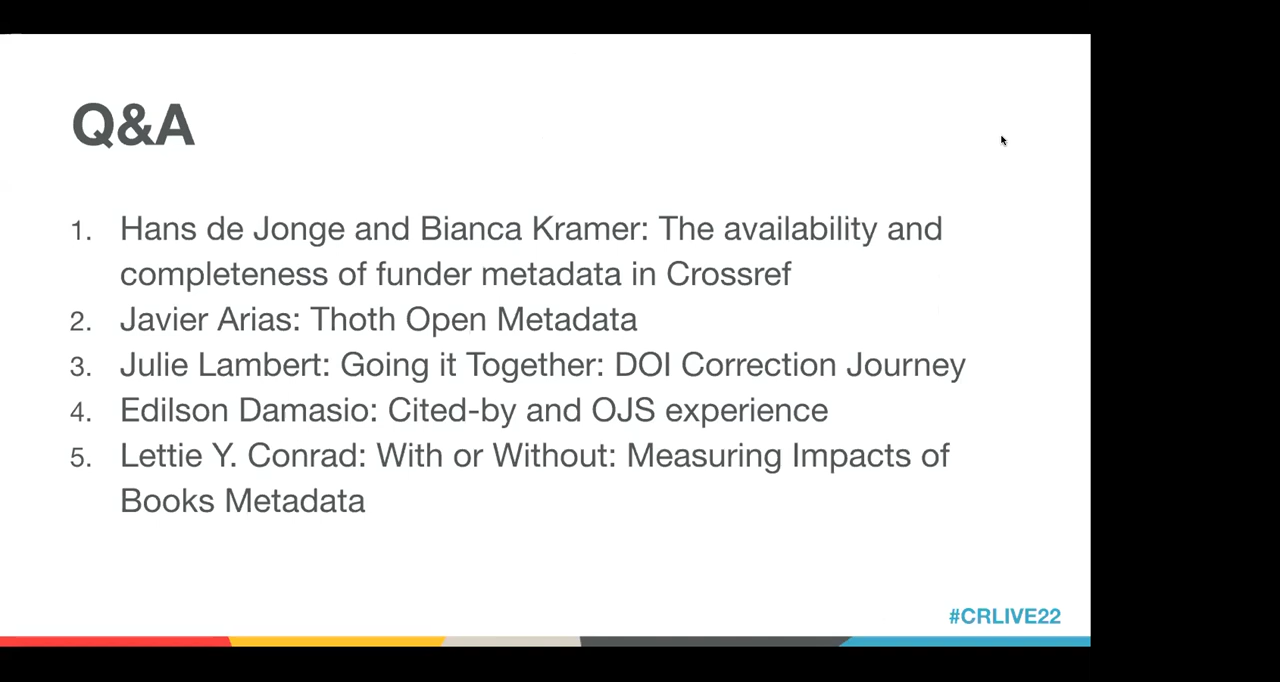 Q&A
1. Hans de Jonge and Bianca Kramer: The availability and
completeness of funder metadata in Crossref
2. Javier Arias: Thoth Open Metadata
3. Julie Lambert: Going it Together: DOI Correction Journey
4. Edilson Damasio: Cited-by and OJS experience
5. Lettie Y. Conrad: With or Without: Measuring Impacts of
Books Metadata
#CRLIVE22